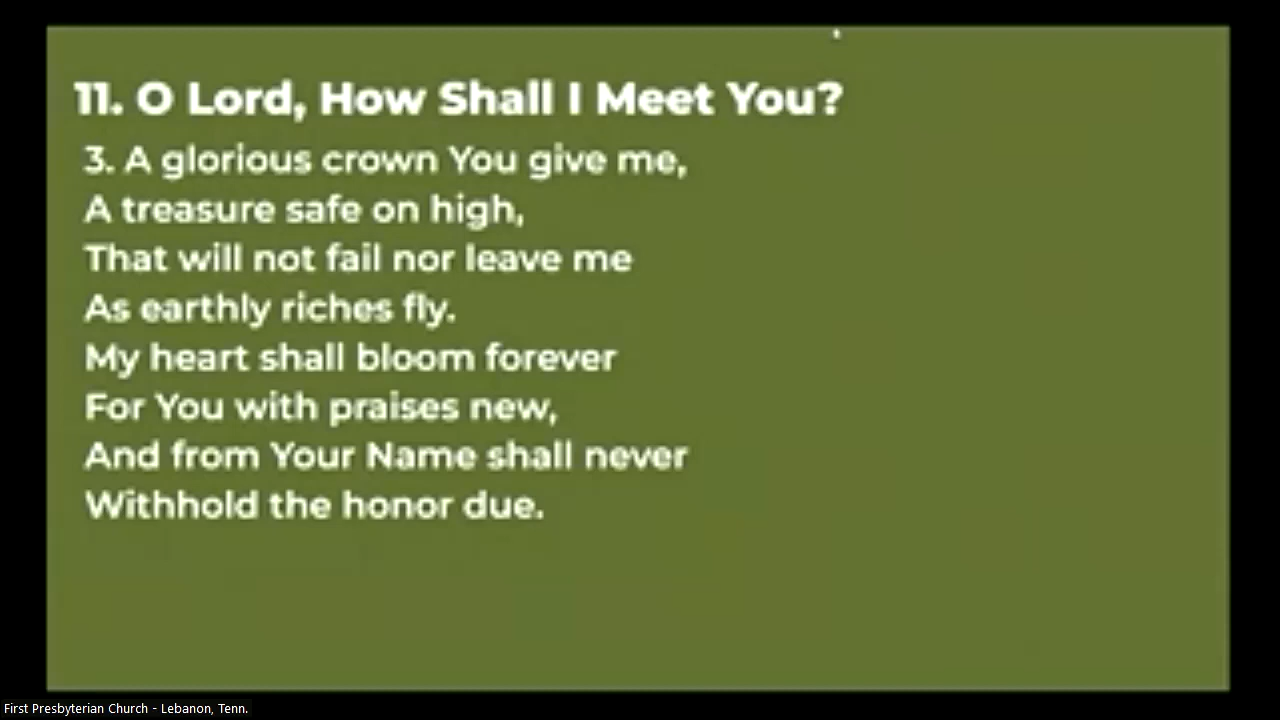 11. O Lord, How Shall I Meet You?
3. A glorious crown You give me,
A treasure safe on high,
That will not fail nor leave me
As earthly riches fly.
My heart shall bloom forever
For You with praises new,
And from Your Name shall never
Withhold the honor due.
First Presbyterian Church - Lebanon, Tenn.